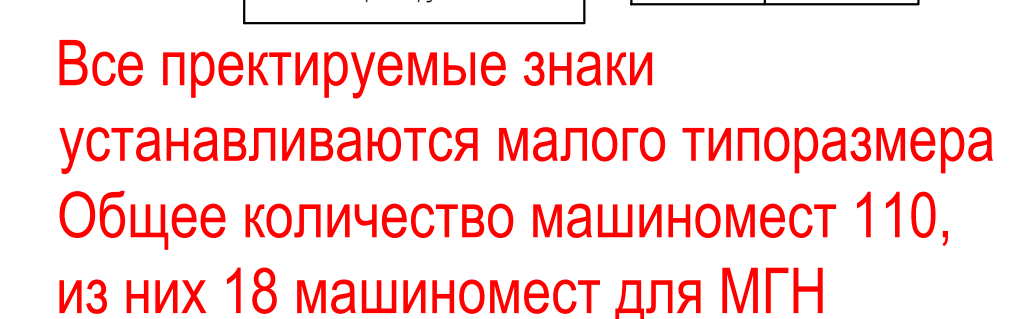 Все пректируемые знаки
устанавливаются малого типоразмера
Общее количество машиномест 110,
из них 18 машиномест для МГН